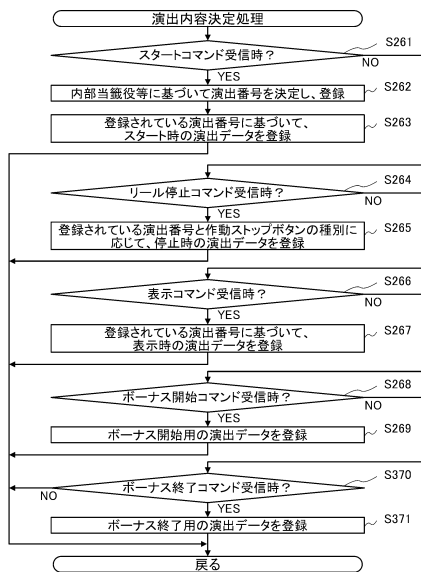 演出内容決定処理
S261
スタートコマンド受信時？
NO
YES
S262
内部当籤役等に基づいて演出番号を決定し、登録
S263
登録されている演出番号に基づいて、
スタート時の演出データを登録
S264
リール停止コマンド受信時？
NO
YES
S265
登録されている演出番号と作動ストップボタンの種別に
応じて、停止時の演出データを登録
S266
表示コマンド受信時？
NO
YES
S267
登録されている演出番号に基づいて、
表示時の演出データを登録
S268
ボーナス開始コマンド受信時？
NO
YES
S269
ボーナス開始用の演出データを登録
S370
ボーナス終了コマンド受信時？
NO
YES
S371
ボーナス終了用の演出データを登録
戻る